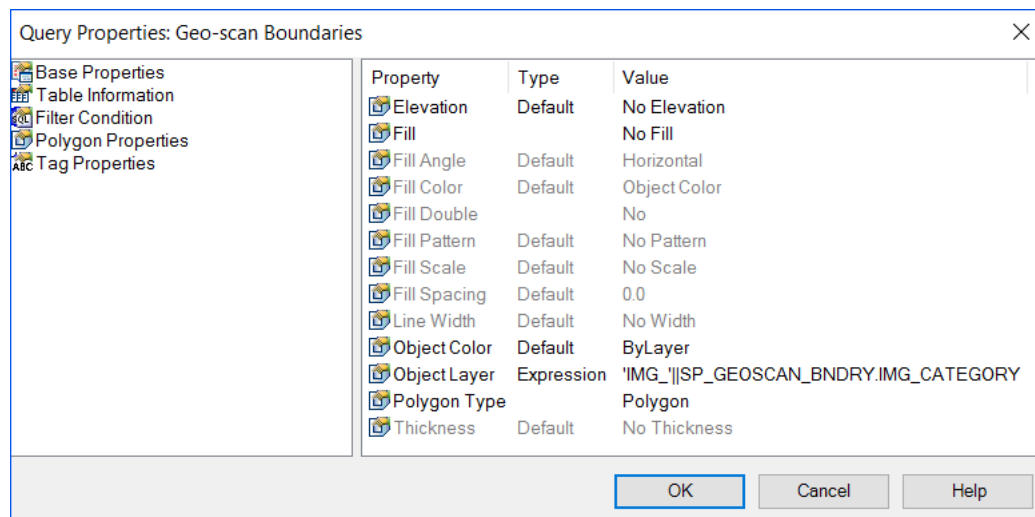 Query Properties: Geo-scan Boundaries
Base Properties
Table Information
Filter Condition
Polygon Properties
Tag Properties
Property Type Value
Elevation Default No Elevation
Fill No Fill
Fill Angle Default Horizontal
Fill Color Default Object Color
Fill Double No
Fill Pattern Default No Pattern
Fill Scale Default No Scale
Fill Spacing Default 0.0
Line Width Default No Width
Object Color Default ByLayer
Object Layer Expression 'IMG_'||SP_GEOSCAN_BNDRY.IMG_CATEGORY
Polygon Type Polygon
Thickness Default No Thickness
OK Cancel Help